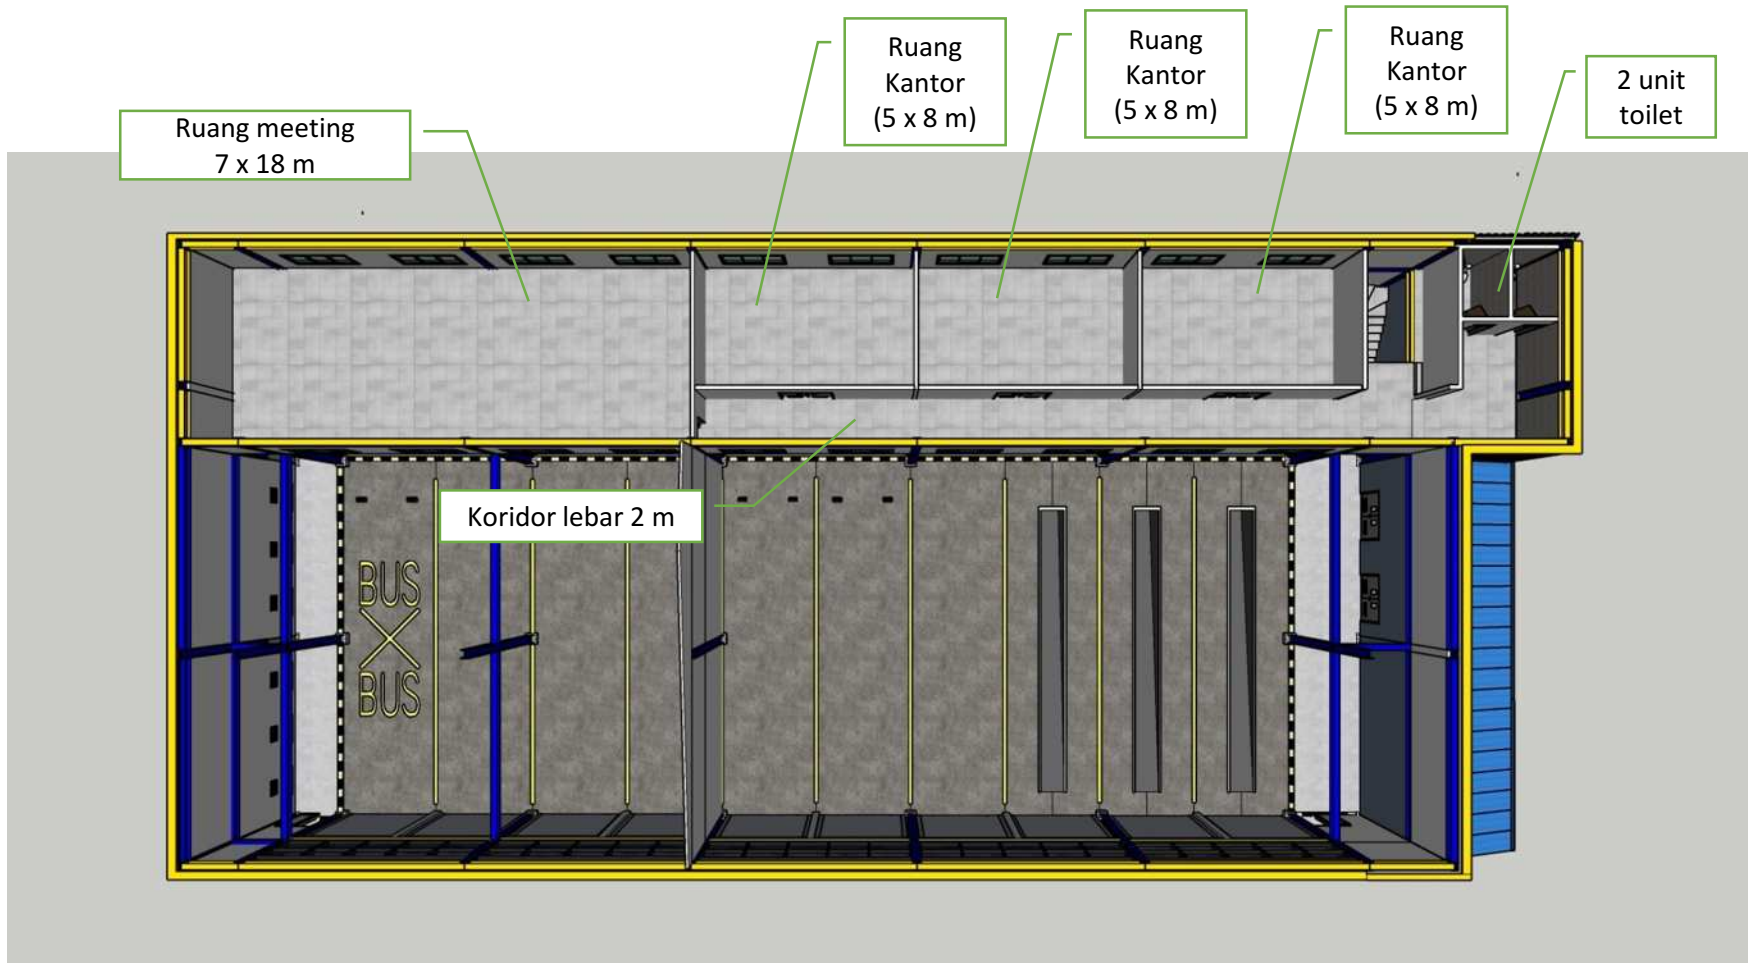 Ruang meeting
7 x 18 m
Ruang
Kantor
(5 x 8 m)
Ruang
Kantor
(5 x 8 m)
Ruang
Kantor
(5 x 8 m)
2 unit
toilet
Koridor lebar 2 m
BUS
BUS